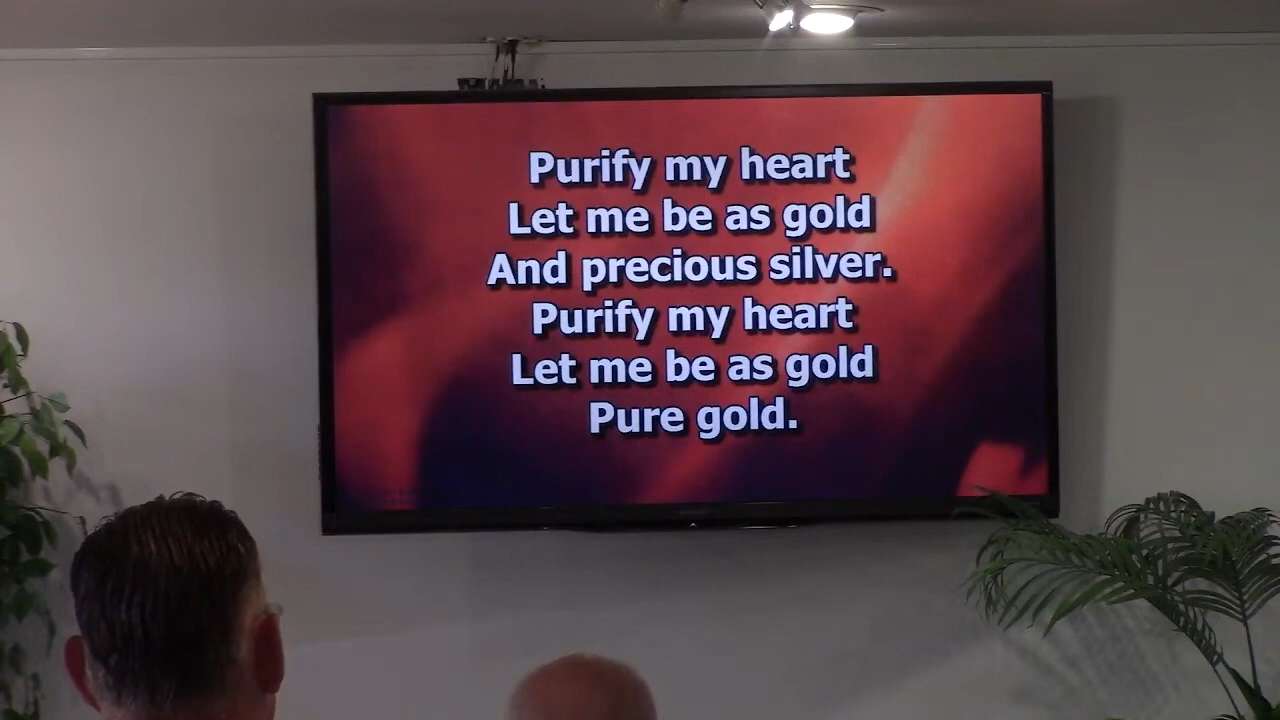 Purify my heart
Let me be as gold
And precious silver.
Purify my heart
Let me be as gold
Pure gold.